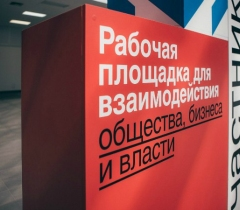 Рабочая
площадка для
взаимодействия
общества, бизнеса
и власти